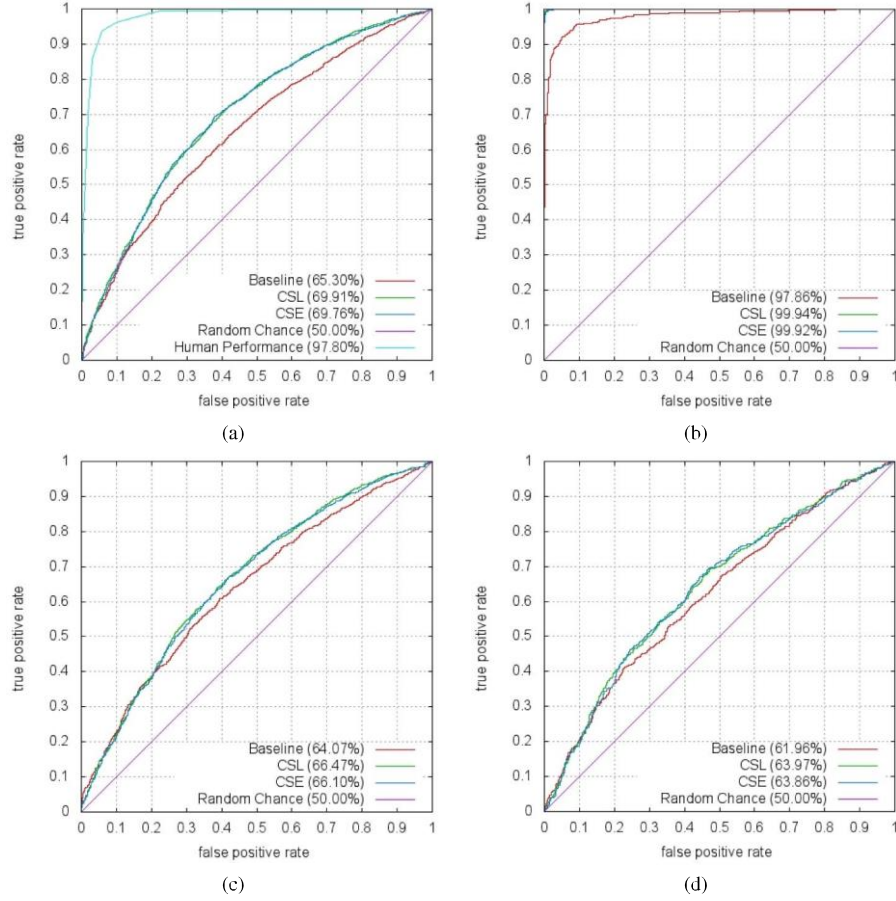 1
0.9
0.8
0.7
0.6
0.5
0.4
0.3
0.2
0.1
0
true positive rate
Baseline (65.30%)
CSL (69.91%)
CSE (69.76%)
Random Chance (50.00%)
Human Performance (97.80%)
0 0.1 0.2 0.3 0.4 0.5 0.6 0.7 0.8 0.9 1
false positive rate
(a)
1
0.9
0.8
0.7
0.6
0.5
0.4
0.3
0.2
0.1
0
true positive rate
Baseline (97.86%)
CSL (99.94%)
CSE (99.92%)
Random Chance (50.00%)
0 0.1 0.2 0.3 0.4 0.5 0.6 0.7 0.8 0.9 1
false positive rate
(b)
1
0.9
0.8
0.7
0.6
0.5
0.4
0.3
0.2
0.1
0
true positive rate
Baseline (64.07%)
CSL (66.47%)
CSE (66.10%)
Random Chance (50.00%)
0 0.1 0.2 0.3 0.4 0.5 0.6 0.7 0.8 0.9 1
false positive rate
(c)
1
0.9
0.8
0.7
0.6
0.5
0.4
0.3
0.2
0.1
0
true positive rate
Baseline (61.96%)
CSL (63.97%)
CSE (63.86%)
Random Chance (50.00%)
0 0.1 0.2 0.3 0.4 0.5 0.6 0.7 0.8 0.9 1
false positive rate
(d)